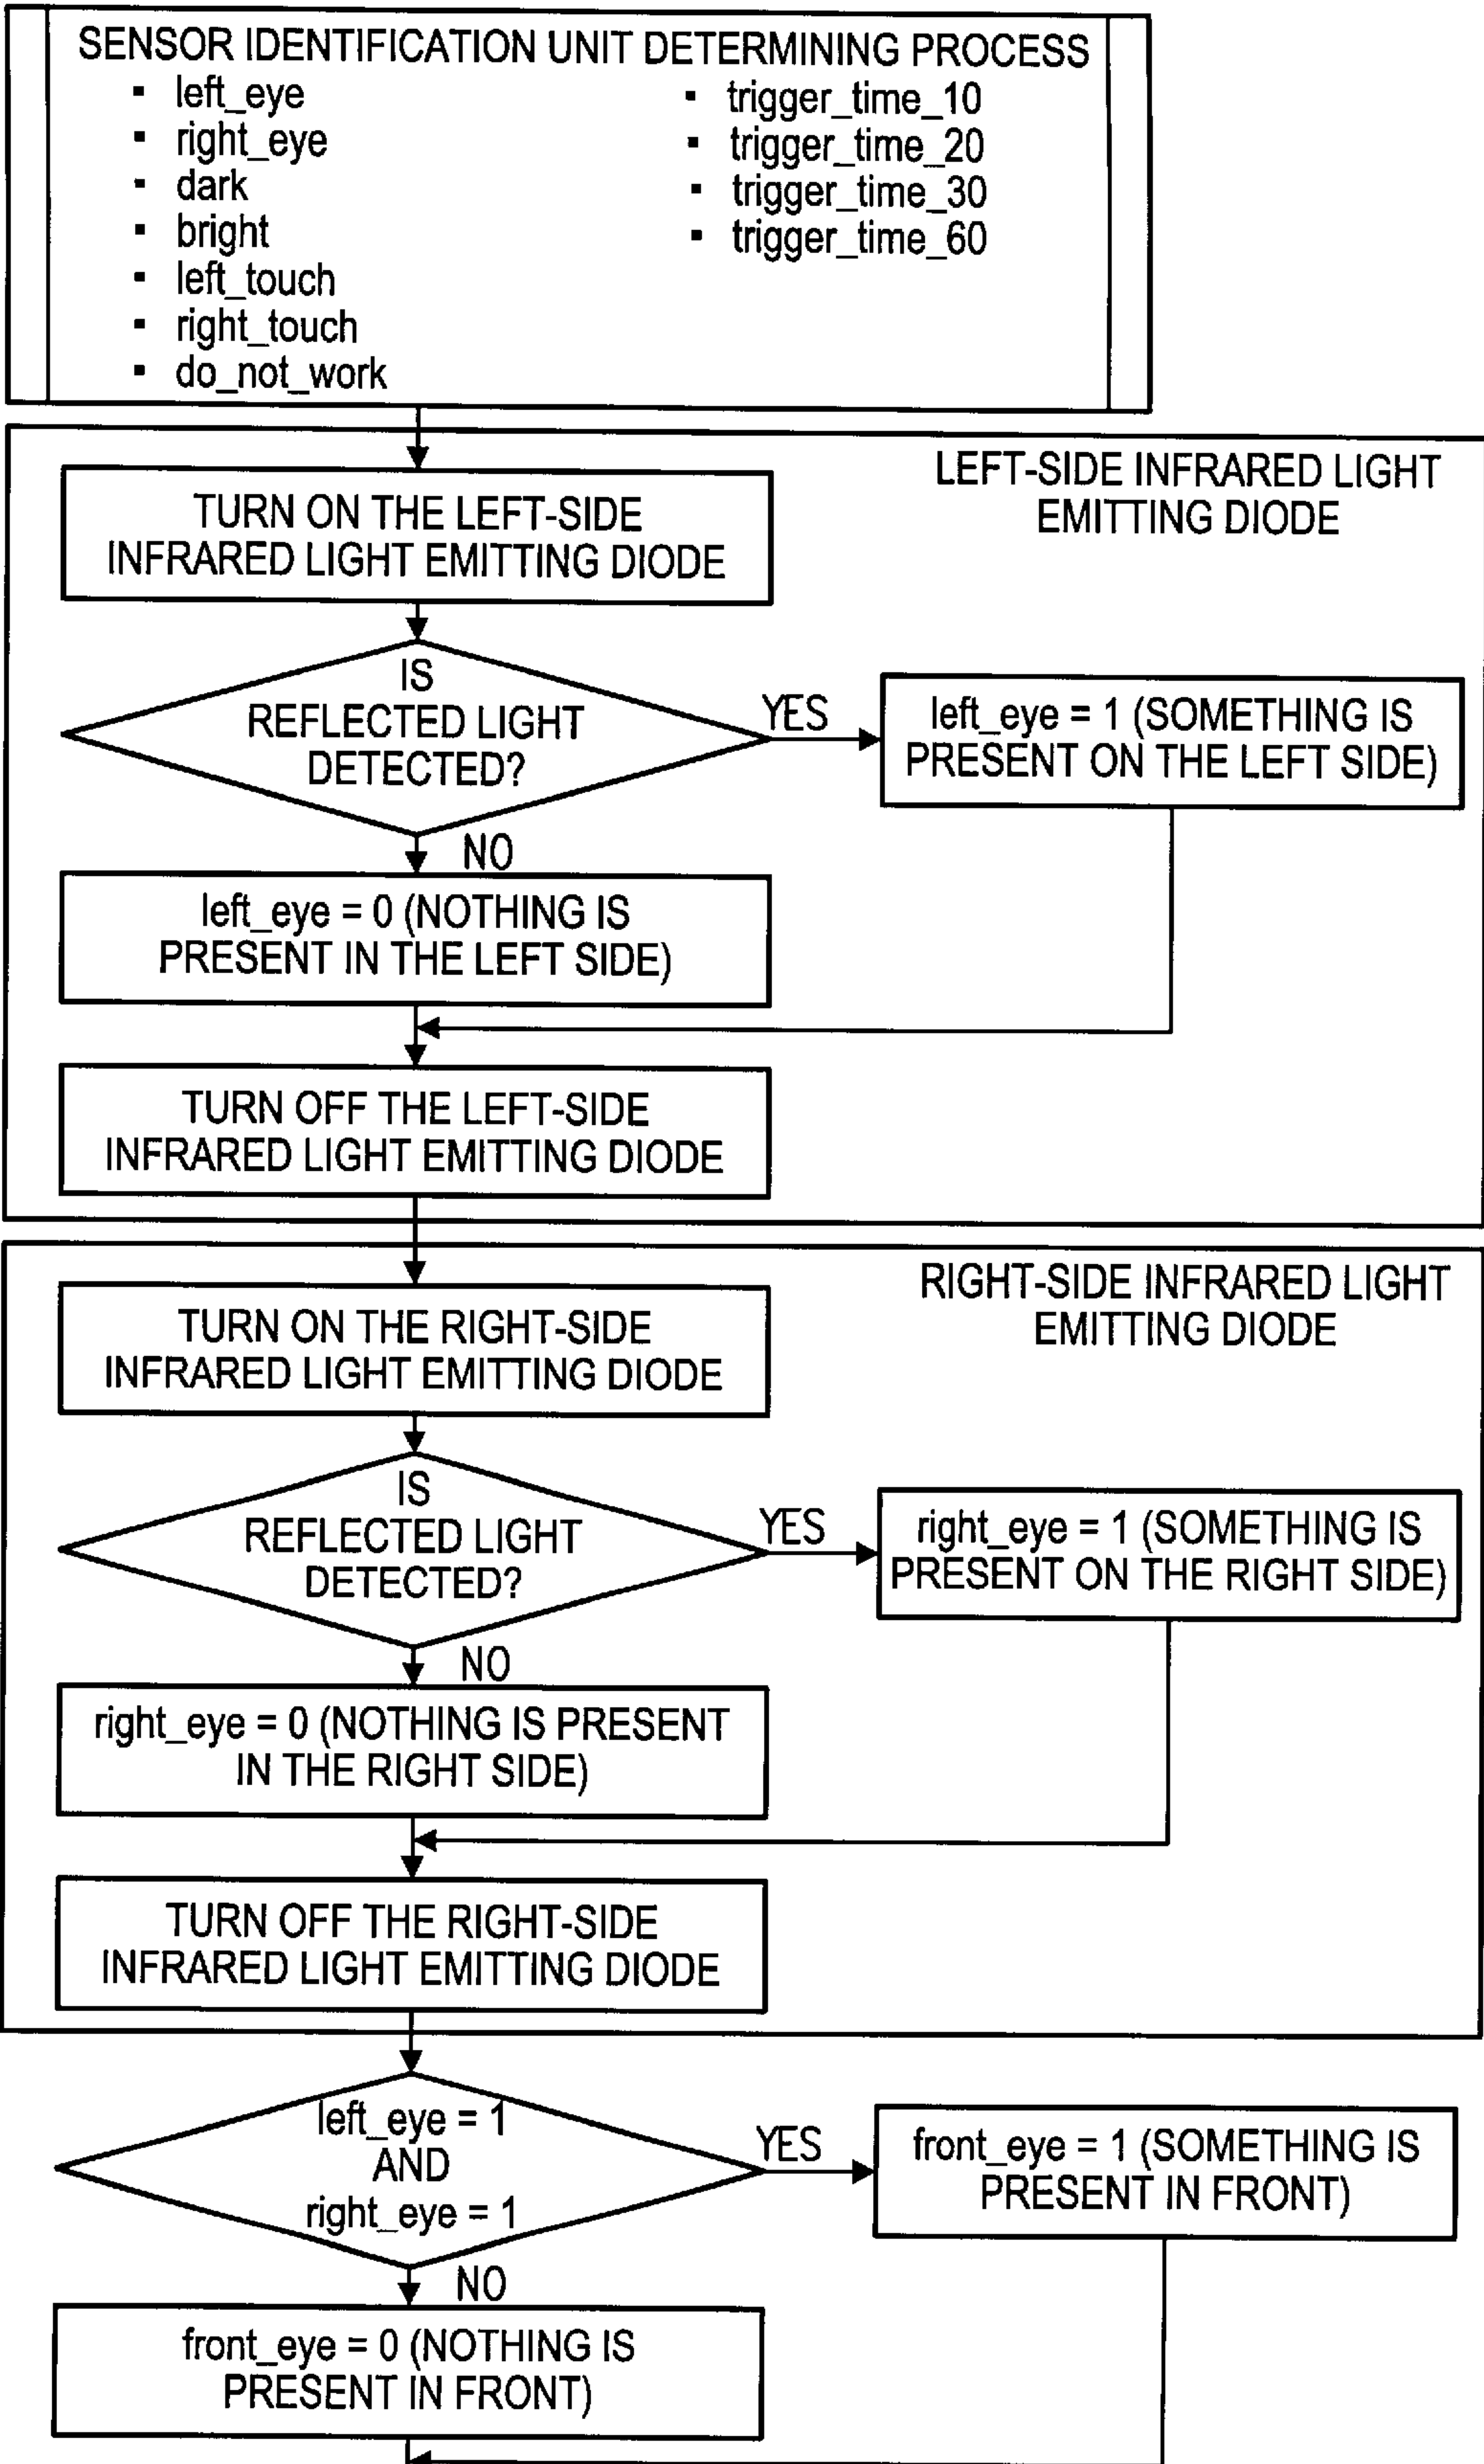 SENSOR IDENTIFICATION UNIT DETERMINING PROCESS
▪ left_eye
▪ right_eye
▪ dark
▪ bright
▪ left_touch
▪ right_touch
▪ do_not_work
▪ trigger_time_10
▪ trigger_time_20
▪ trigger_time_30
▪ trigger_time_60
LEFT-SIDE INFRARED LIGHT
EMITTING DIODE
TURN ON THE LEFT-SIDE
INFRARED LIGHT EMITTING DIODE
IS
REFLECTED LIGHT
DETECTED?
YES
left_eye = 1 (SOMETHING IS
PRESENT ON THE LEFT SIDE)
NO
left_eye = 0 (NOTHING IS
PRESENT IN THE LEFT SIDE)
TURN OFF THE LEFT-SIDE
INFRARED LIGHT EMITTING DIODE
RIGHT-SIDE INFRARED LIGHT
EMITTING DIODE
TURN ON THE RIGHT-SIDE
INFRARED LIGHT EMITTING DIODE
IS
REFLECTED LIGHT
DETECTED?
YES
right_eye = 1 (SOMETHING IS
PRESENT ON THE RIGHT SIDE)
NO
right_eye = 0 (NOTHING IS PRESENT
IN THE RIGHT SIDE)
TURN OFF THE RIGHT-SIDE
INFRARED LIGHT EMITTING DIODE
left_eye = 1
AND
right_eye = 1
YES
front_eye = 1 (SOMETHING IS
PRESENT IN FRONT)
NO
front_eye = 0 (NOTHING IS
PRESENT IN FRONT)